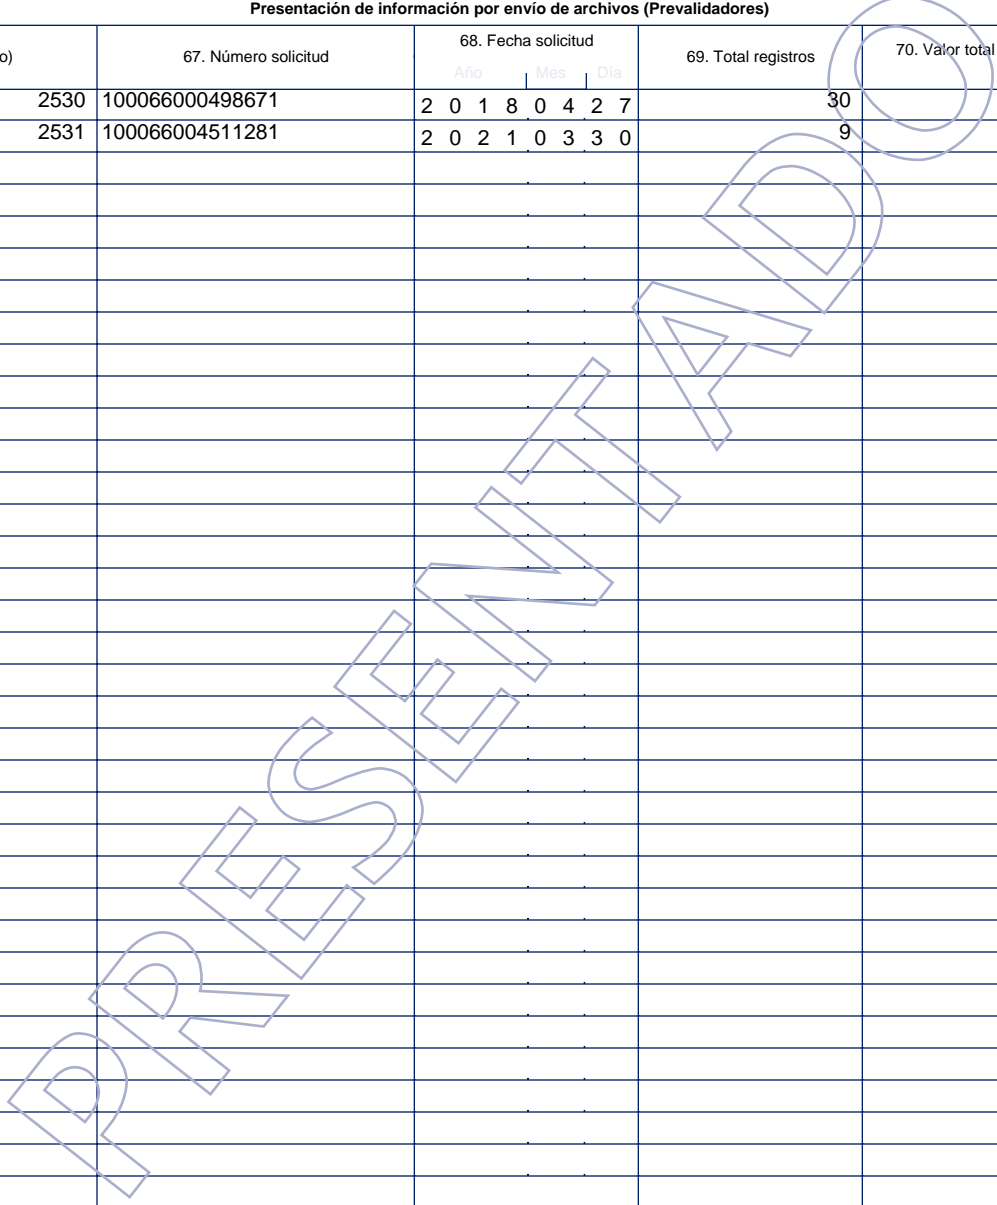 Presentación de información por envío de archivos (Prevalidadores)
o) 67. Número solicitud 68. Fecha solicitud 69. Total registros 70. Valor total
Año Mes Día
2530 100066000498671 2 0 1 8 0 4 2 7 30
2531 100066004511281 2 0 2 1 0 3 3 0 9
PRESENTADO